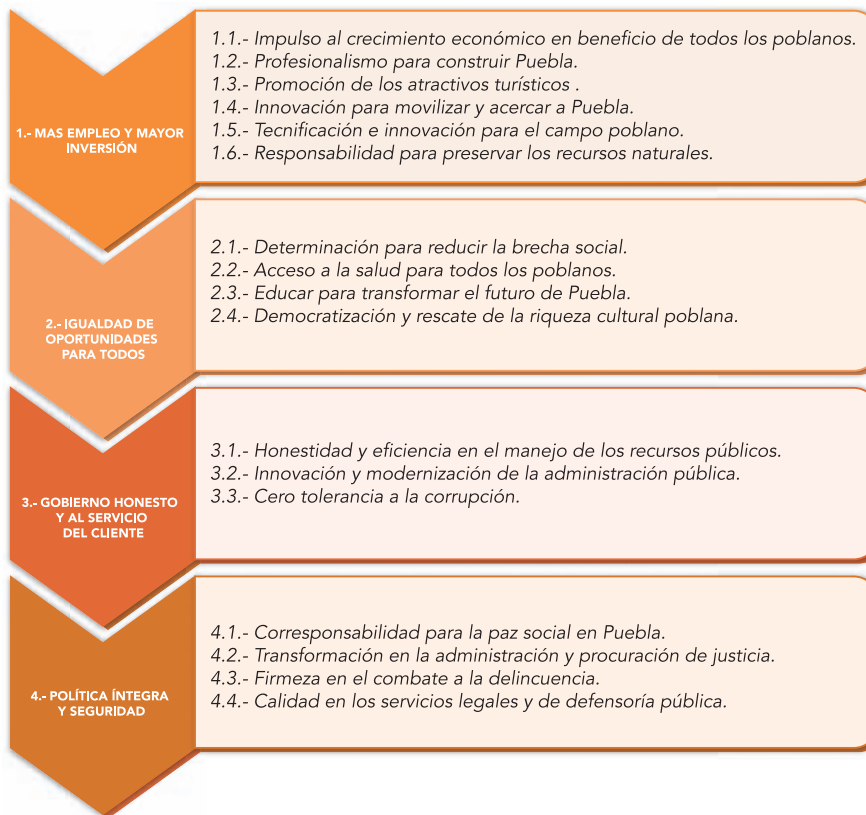 1.1.- Impulso al crecimiento económico en beneficio de todos los poblanos.
1.2.- Profesionalismo para construir Puebla.
1.3.- Promoción de los atractivos turísticos .
1.4.- Innovación para movilizar y acercar a Puebla.
1.5.- Tecnificación e innovación para el campo poblano.
1.6.- Responsabilidad para preservar los recursos naturales.
1.- MAS EMPLEO Y MAYOR
INVERSIÓN
2.1.- Determinación para reducir la brecha social.
2.2.- Acceso a la salud para todos los poblanos.
2.3.- Educar para transformar el futuro de Puebla.
2.4.- Democratización y rescate de la riqueza cultural poblana.
2.- IGUALDAD DE
OPORTUNIDADES
PARA TODOS
3.1.- Honestidad y eficiencia en el manejo de los recursos públicos.
3.2.- Innovación y modernización de la administración pública.
3.3.- Cero tolerancia a la corrupción.
3.- GOBIERNO HONESTO
Y AL SERVICIO
DEL CLIENTE
4.1.- Corresponsabilidad para la paz social en Puebla.
4.2.- Transformación en la administración y procuración de justicia.
4.3.- Firmeza en el combate a la delincuencia.
4.4.- Calidad en los servicios legales y de defensoría pública.
4.- POLÍTICA ÍNTEGRA
Y SEGURIDAD